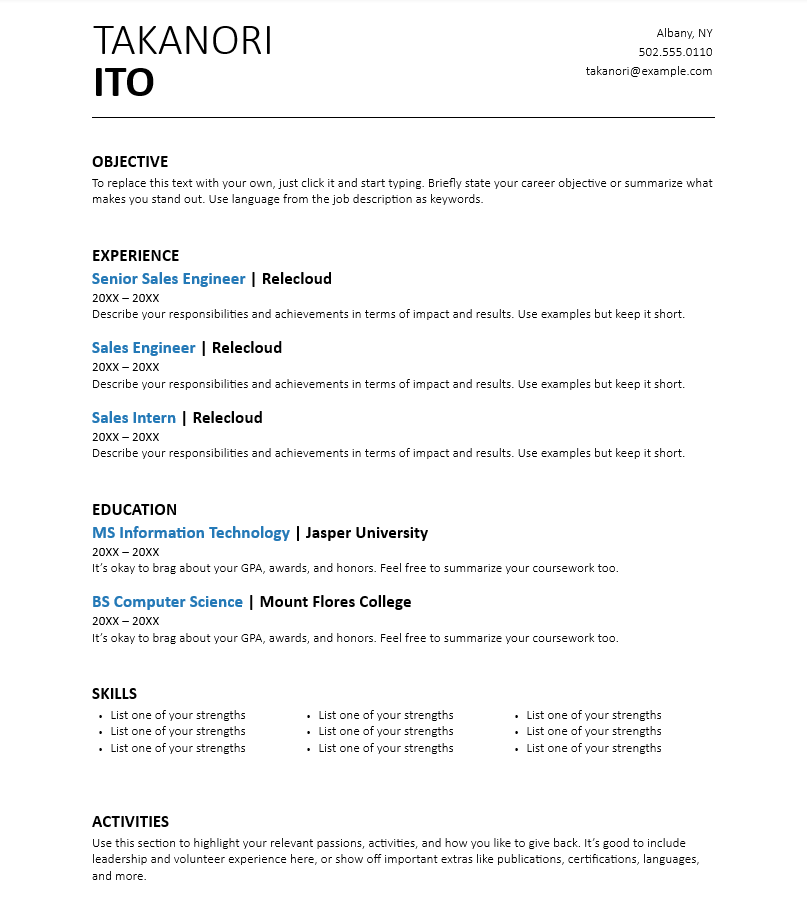 TAKANORI
ITO
Albany, NY
502.555.0110
takanori@example.com
OBJECTIVE
To replace this text with your own, just click it and start typing. Briefly state your career objective or summarize what
makes you stand out. Use language from the job description as keywords.
EXPERIENCE
Senior Sales Engineer | Relecloud
20XX – 20XX
Describe your responsibilities and achievements in terms of impact and results. Use examples but keep it short.
Sales Engineer | Relecloud
20XX – 20XX
Describe your responsibilities and achievements in terms of impact and results. Use examples but keep it short.
Sales Intern | Relecloud
20XX – 20XX
Describe your responsibilities and achievements in terms of impact and results. Use examples but keep it short.
EDUCATION
MS Information Technology | Jasper University
20XX – 20XX
It’s okay to brag about your GPA, awards, and honors. Feel free to summarize your coursework too.
BS Computer Science | Mount Flores College
20XX – 20XX
It’s okay to brag about your GPA, awards, and honors. Feel free to summarize your coursework too.
SKILLS
• List one of your strengths
• List one of your strengths
• List one of your strengths
• List one of your strengths
• List one of your strengths
• List one of your strengths
• List one of your strengths
• List one of your strengths
• List one of your strengths
ACTIVITIES
Use this section to highlight your relevant passions, activities, and how you like to give back. It’s good to include
leadership and volunteer experience here, or show off important extras like publications, certifications, languages,
and more.